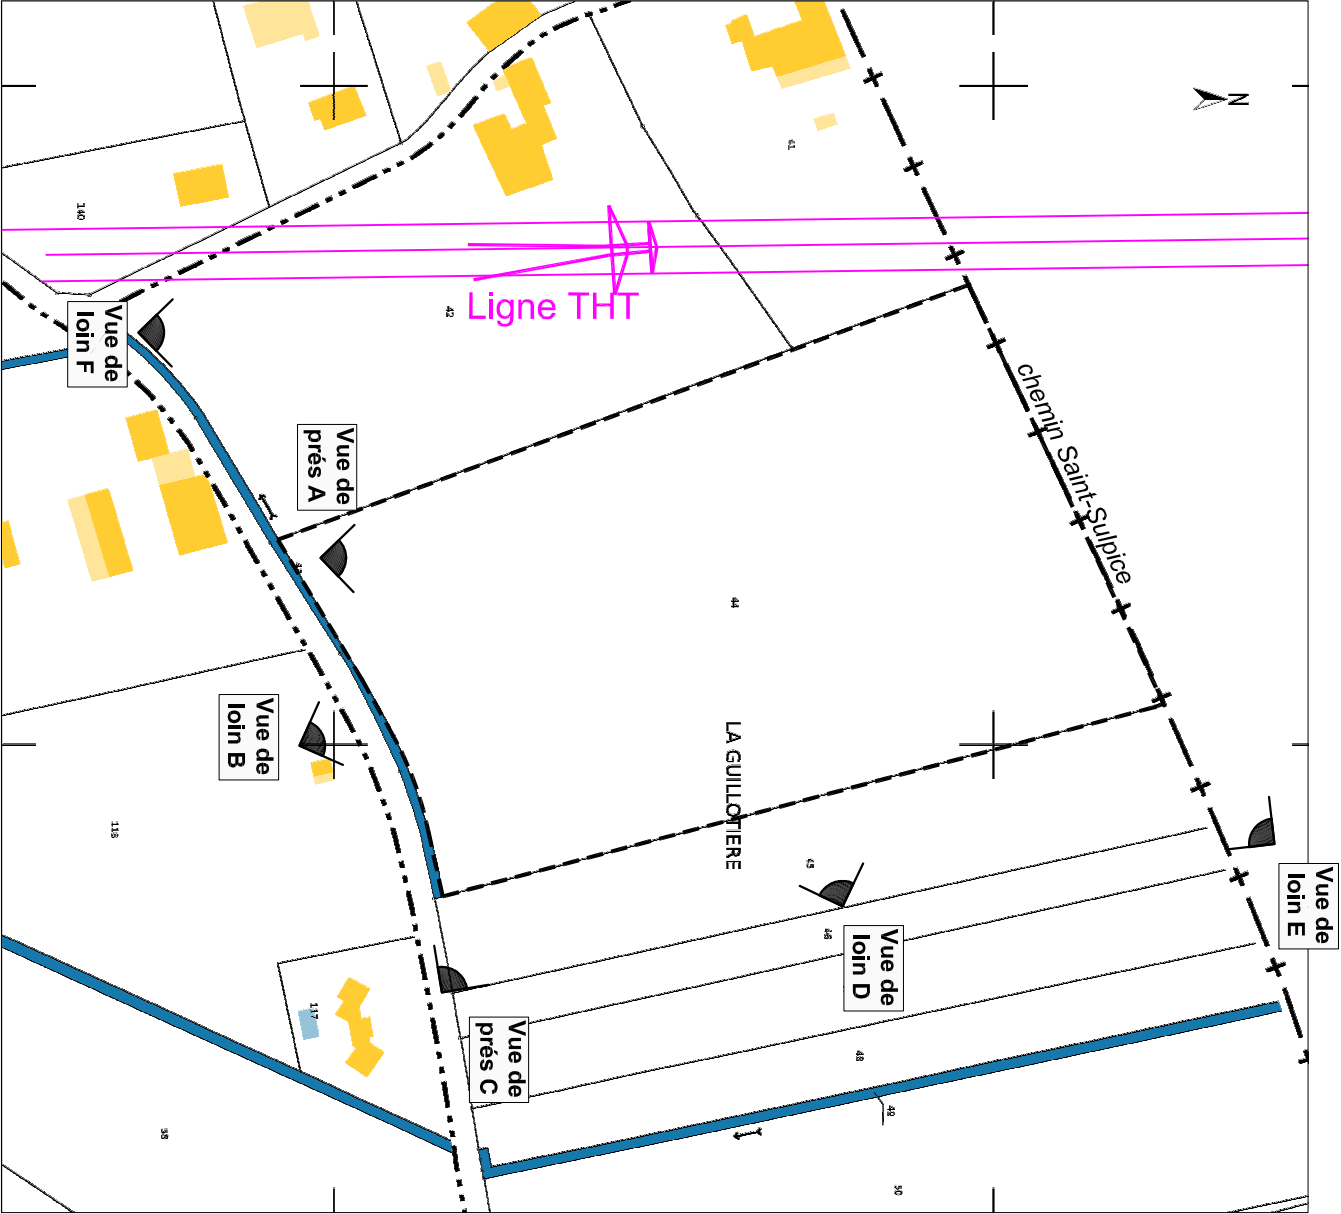 N
41
140
42
Ligne THT
Vue de
loin F
chemin Saint-Sulpice
Vue de
prés A
43
44
Vue de
loin B
LA GUILLOTIERE
118
45
46
Vue de
loin E
Vue de
loin D
117
Vue de
prés C
48
49
38
50